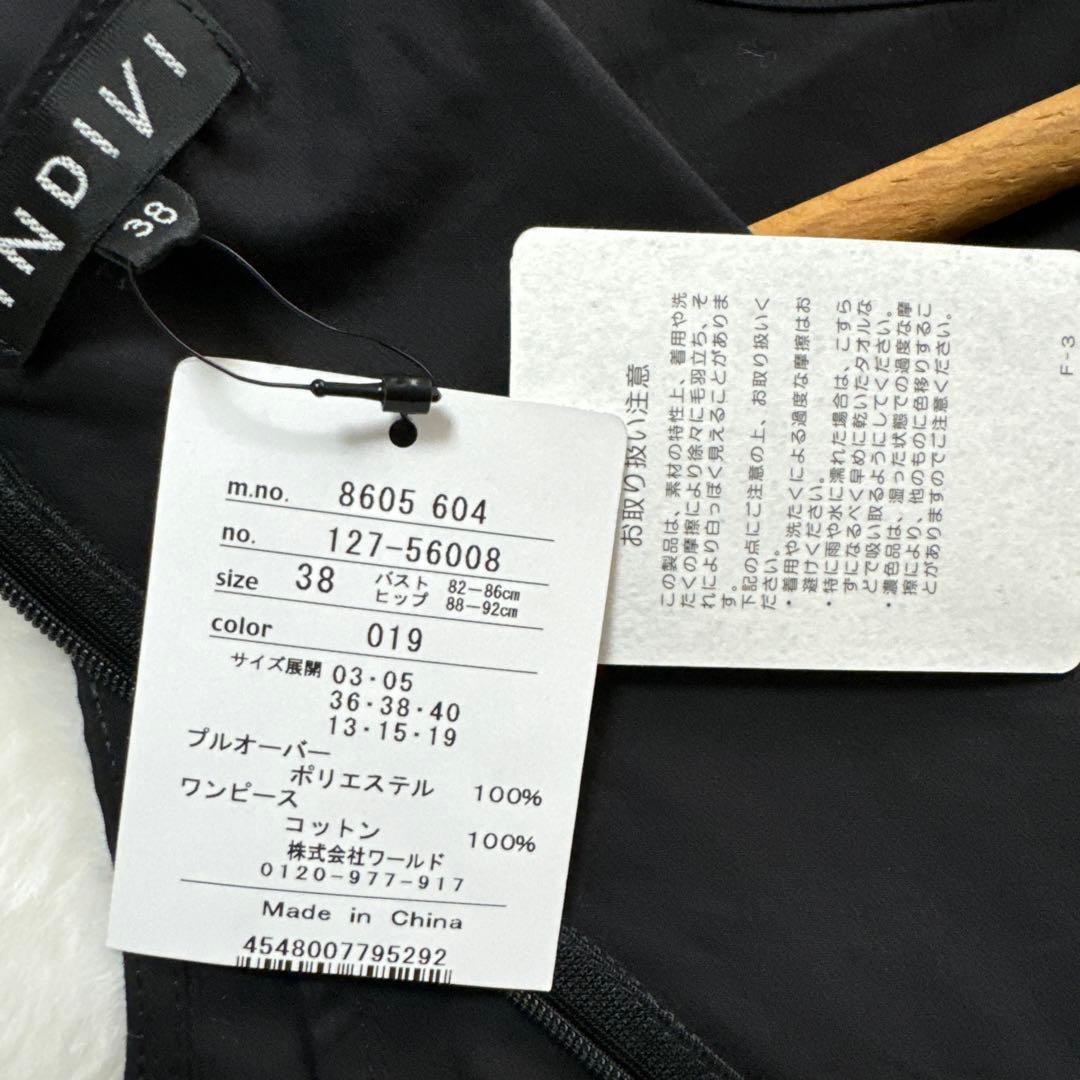 INDIVI
38
m.no. 8605 604
no. 127-56008
size 38 バスト 82-86cm
ヒップ 88-92cm
color 019
サイズ展開 03・05
36・38・40
13・15・19
プルオーバー
ポリエステル 100%
ワンピース
コットン 100%
株式会社ワールド
0120-977-917
Made in China
4548007795292
お取り扱い注意
この製品は、素材の特性上、着用や洗
たくの摩擦により徐々に毛羽立ち、そ
れにより白っぽく見えることがありま
す。
下記の点にご注意の上、お取り扱いく
ださい。
・着用や洗たくによる過度な摩擦はお
避けください。
・特に雨や水に濡れた場合は、こすら
ずになるべく早めに乾いたタオルな
どで吸い取るようにしてください。
・濃色品は、湿った状態での過度な摩
擦により、他のものに色移りするこ
とがありますのでご注意ください。
F-3